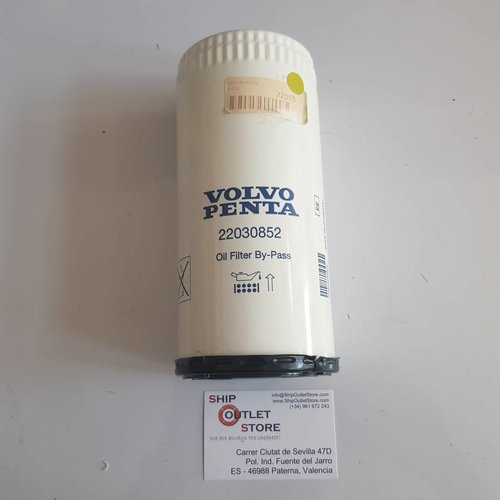 22586
VOLVO
PENTA
22030852
Oil Filter By-Pass
SHIP
OUTLET
STORE
We are always the cheapest!
info@ShipOutletStore.com
www.ShipOutletStore.com
(+34) 961 672 243
Carrer Ciutat de Sevilla 47D
Pol. Ind. Fuente del Jarro
ES - 46988 Paterna, Valencia